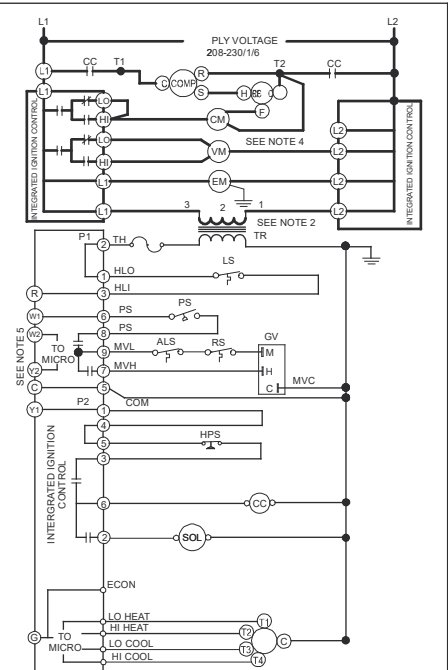 L1 L2
PLY VOLTAGE
208-230/1/6
CC T1 T2 CC
L1 C COMP R
S H C
L1 LO
HI CM F
LO SEE NOTE 4
HI VM L2
L1 EM L2
L1 3 2 1 L2
SEE NOTE 2
TR
INTEGRATED IGNITION CONTROL
INTEGRATED IGNITION CONTROL
P1 2 TH
LS
1 HLO
R 3 HLI
W1 6 PS PS
W2 8 PS
TO MICRO 9 MVL ALS RS GV M
Y2 7 MVH H
C 5 C MVC
SEE NOTE 5
Y1 P2 1 COM
4
5 HPS
3
INTERGRATED IGNITION
CONTROL
6 CC
2 SOL
ECON
LO HEAT T1
G TO HI HEAT T2
MICRO LO COOL T3 C
HI COOL T4